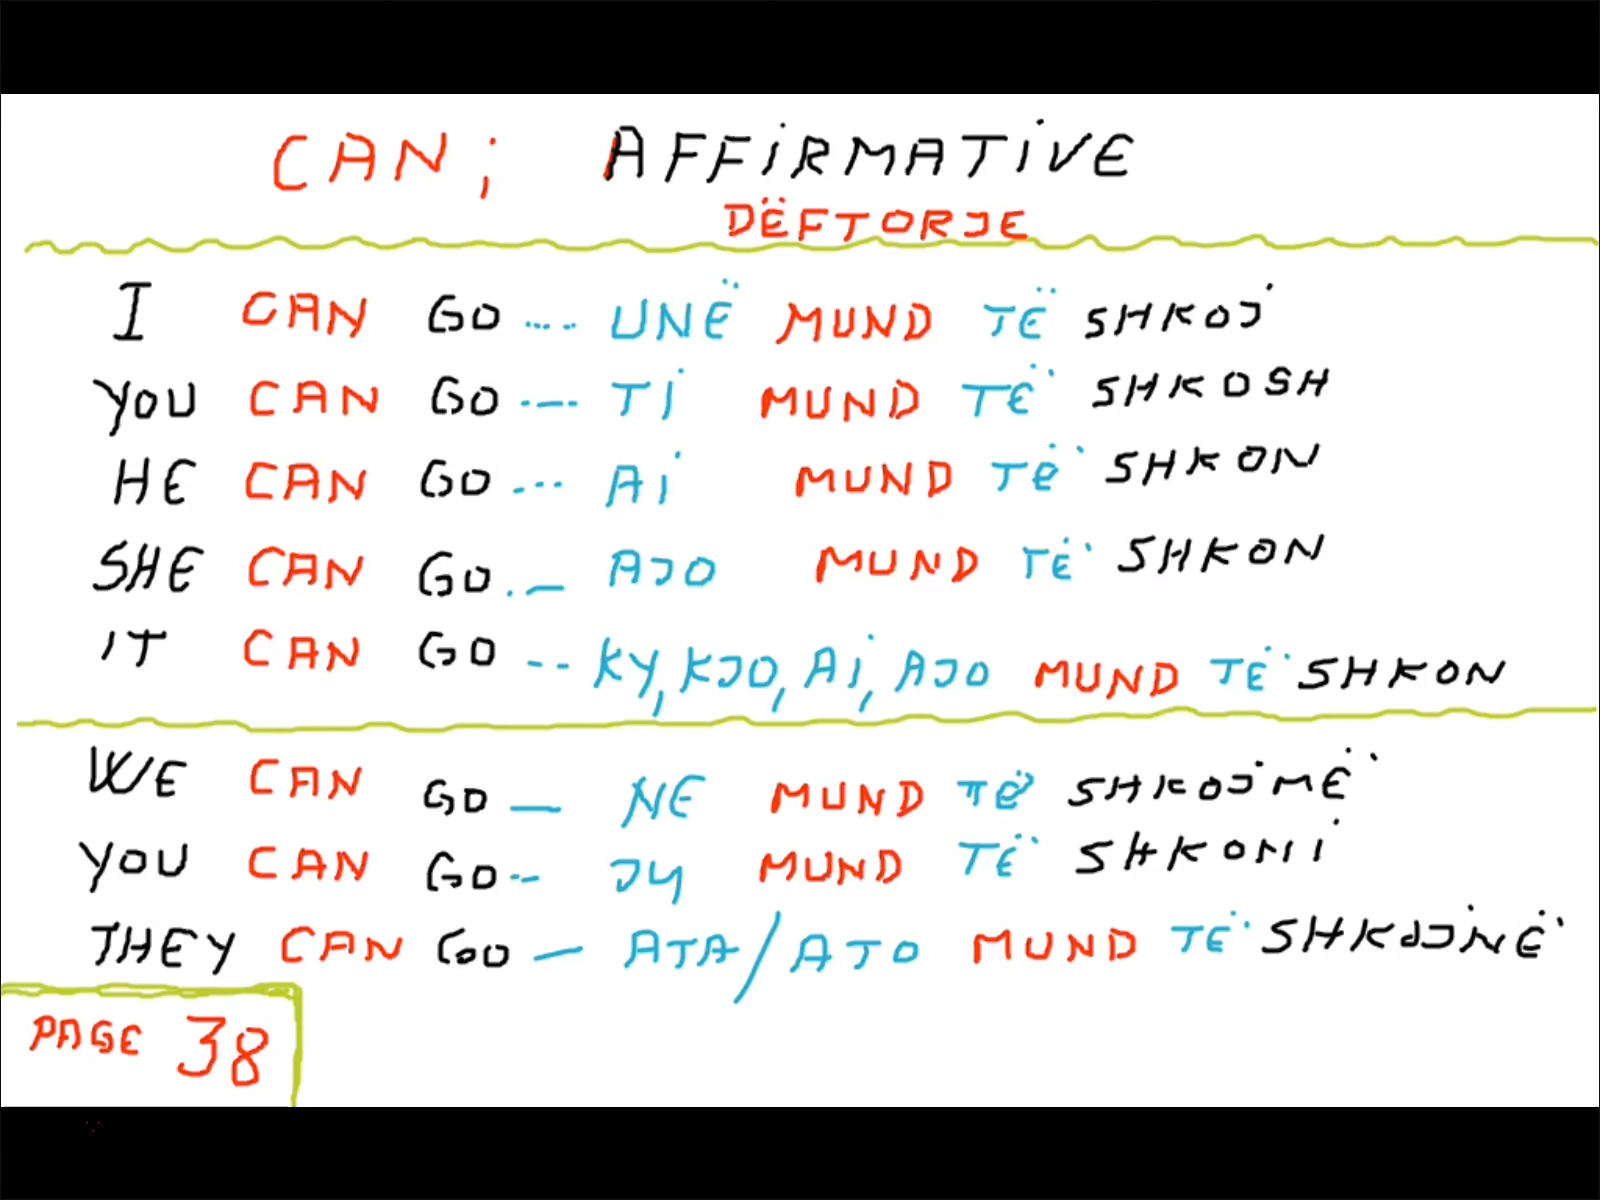 CAN; AFFiRMATiVE
DËFTORJE
I CAN GO .... UNË MUND TË SHKOJ
YOU CAN GO .-- Ti MUND TË SHKOSH
HE CAN GO ... Ai MUND TË SHKON
SHE CAN GO .— AJO MUND TË SHKON
IT CAN GO -- KY, KJO, Ai, AJO MUND TË SHKON
WE CAN GO — NE MUND TË SHKOJMË
YOU CAN GO -- JU MUND TË SHKONI
THEY CAN GO — ATA/ATO MUND TË SHKOJNË
PAGE 38